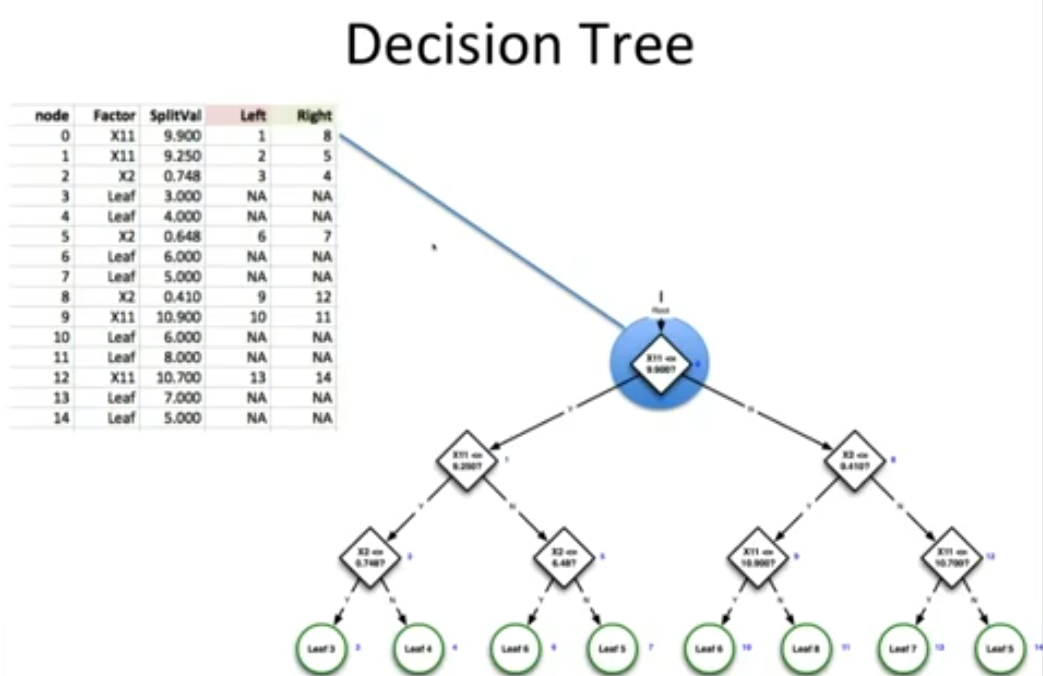 Decision Tree
node Factor SplitVal Left Right
0 X11 9.900 1 8
1 X11 9.250 2 5
2 X2 0.748 3 4
3 Leaf 3.000 NA NA
4 Leaf 4.000 NA NA
5 X2 0.648 6 7
6 Leaf 6.000 NA NA
7 Leaf 5.000 NA NA
8 X2 0.410 9 12
9 X11 10.900 10 11
10 Leaf 6.000 NA NA
11 Leaf 8.000 NA NA
12 X11 10.700 13 14
13 Leaf 7.000 NA NA
14 Leaf 5.000 NA NA
Root
X11 <=
9.900?
Y N
X11 <=
9.250?
1
X2 <=
0.410?
8
Y N Y N
X2 <=
0.748?
2
X2 <=
6.48?
5
X11 <=
10.900?
9
X11 <=
10.700?
12
Y N Y N Y N Y N
Leaf 3 3 Leaf 4 4 Leaf 6 6 Leaf 5 7 Leaf 6 10 Leaf 8 11 Leaf 7 13 Leaf 5 14